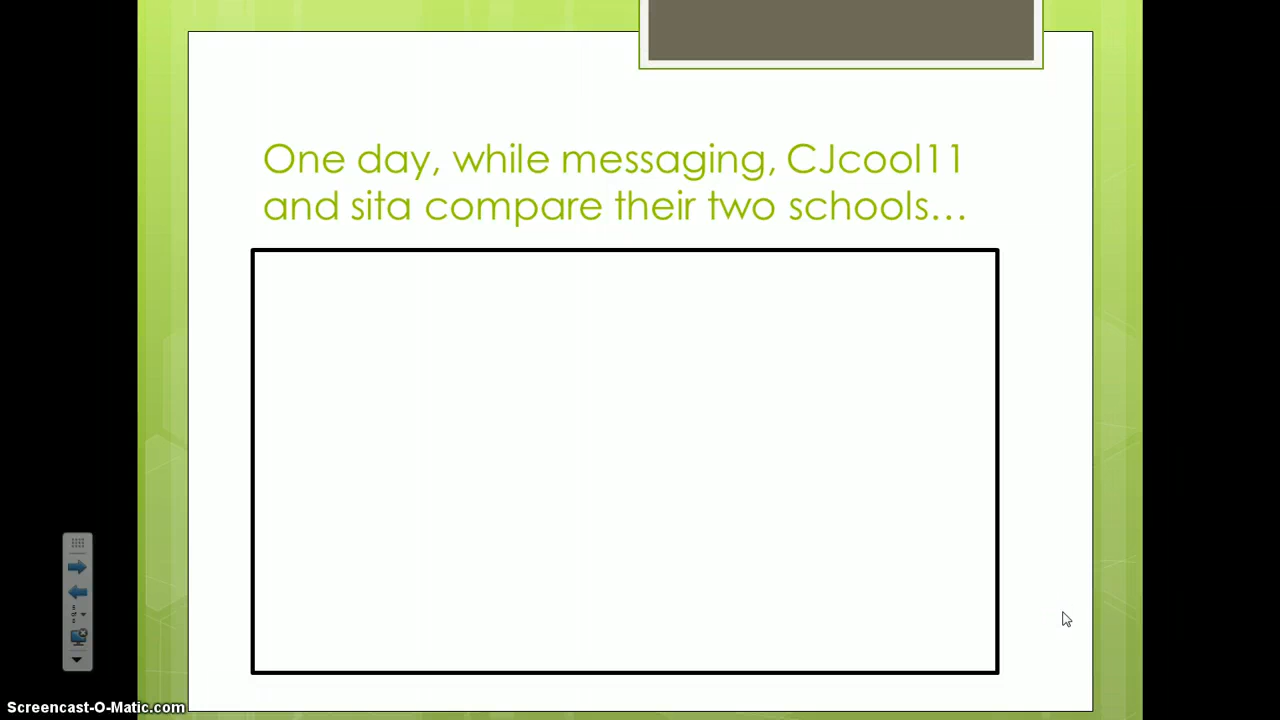 One day, while messaging, CJcool11
and sita compare their two schools...
Screencast-O-Matic.com